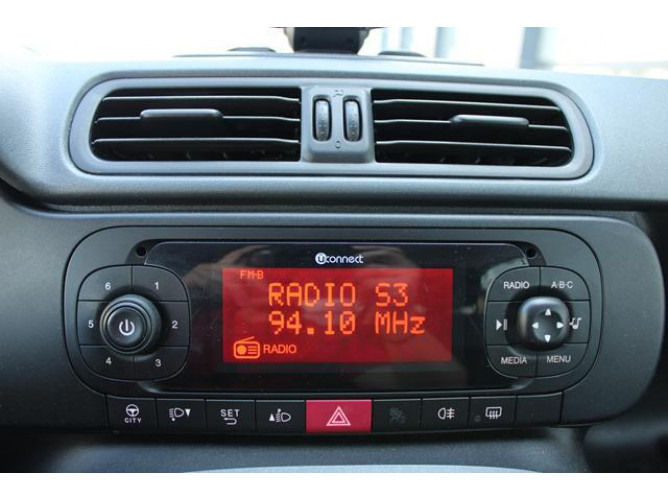 uconnect
FM-B
RADIO S3
94.10 MHz
RADIO
6 1
5 2
4 3
RADIO A·B·C
MEDIA MENU
CITY
SET